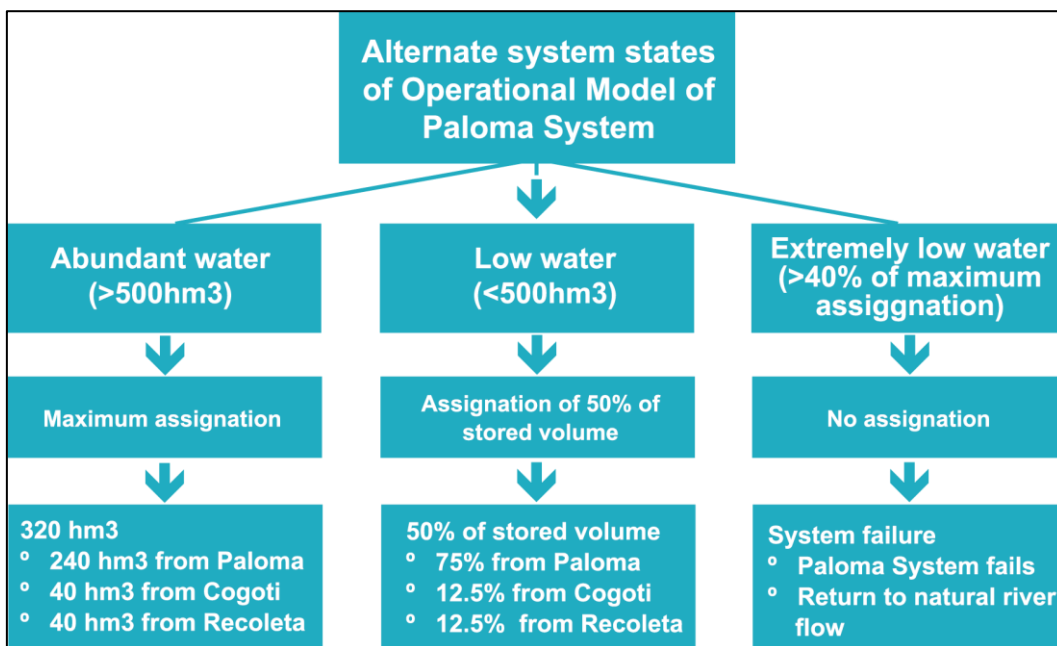 Alternate system states
of Operational Model of
Paloma System
Abundant water
(>500hm3)
Low water
(<500hm3)
Extremely low water
(>40% of maximum
assiggnation)
Maximum assignation
Assignation of 50% of
stored volume
No assignation
320 hm3
º 240 hm3 from Paloma
º 40 hm3 from Cogoti
º 40 hm3 from Recoleta
50% of stored volume
º 75% from Paloma
º 12.5% from Cogoti
º 12.5% from Recoleta
System failure
º Paloma System fails
º Return to natural river
flow